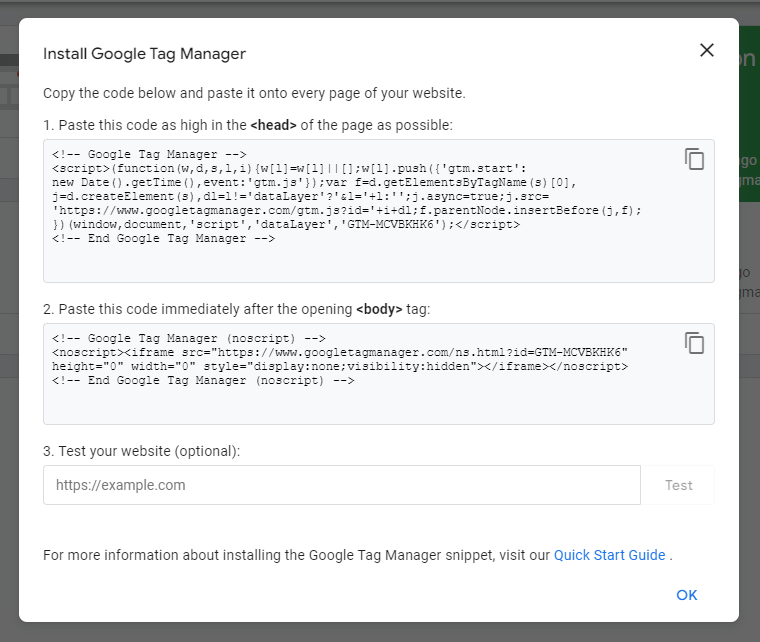 Install Google Tag Manager
Copy the code below and paste it onto every page of your website.
1. Paste this code as high in the <head> of the page as possible:
<!-- Google Tag Manager -->
<script>(function(w,d,s,l,i){w[l]=w[l]||[];w[l].push({'gtm.start':
new Date().getTime(),event:'gtm.js'});var f=d.getElementsByTagName(s)[0],
j=d.createElement(s),dl=l!='dataLayer'?'&l='+l:'';j.async=true;j.src=
'https://www.googletagmanager.com/gtm.js?id='+i+dl;f.parentNode.insertBefore(j,f);
})(window,document,'script','dataLayer','GTM-MCVBKHK6');</script>
<!-- End Google Tag Manager -->
2. Paste this code immediately after the opening <body> tag:
<!-- Google Tag Manager (noscript) -->
<noscript><iframe src="https://www.googletagmanager.com/ns.html?id=GTM-MCVBKHK6"
height="0" width="0" style="display:none;visibility:hidden"></iframe></noscript>
<!-- End Google Tag Manager (noscript) -->
3. Test your website (optional):
https://example.com
Test
For more information about installing the Google Tag Manager snippet, visit our Quick Start Guide .
OK